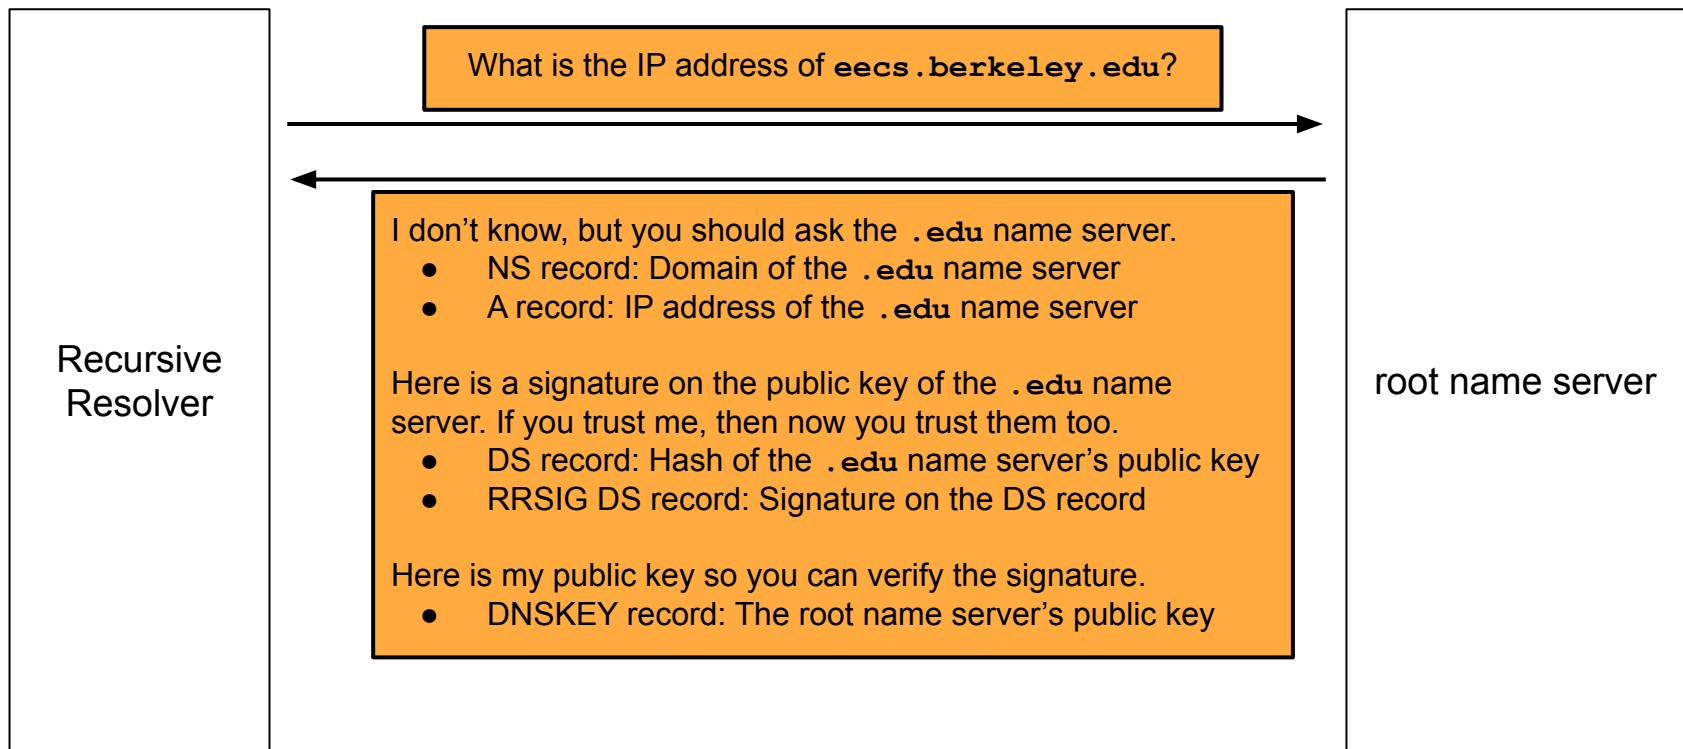 What is the IP address of eecs.berkeley.edu?
I don’t know, but you should ask the .edu name server.
● NS record: Domain of the .edu name server
● A record: IP address of the .edu name server
Recursive
Resolver
Here is a signature on the public key of the .edu name
server. If you trust me, then now you trust them too.
● DS record: Hash of the .edu name server’s public key
● RRSIG DS record: Signature on the DS record
Here is my public key so you can verify the signature.
● DNSKEY record: The root name server’s public key
root name server